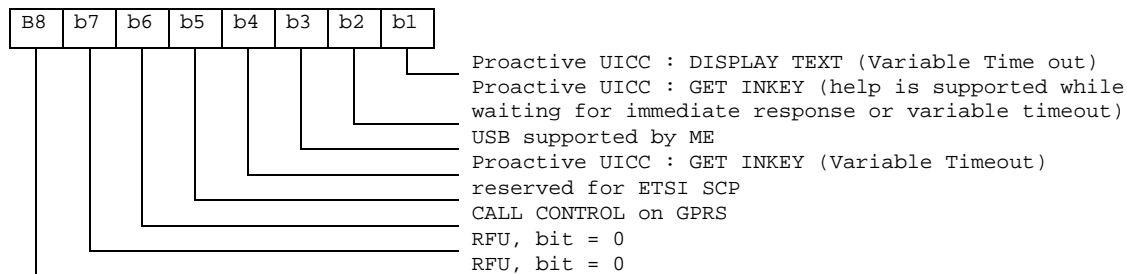 B8 b7 b6 b5 b4 b3 b2 b1
Proactive UICC : DISPLAY TEXT (Variable Time out)
Proactive UICC : GET INKEY (help is supported while
waiting for immediate response or variable timeout)
USB supported by ME
Proactive UICC : GET INKEY (Variable Timeout)
reserved for ETSI SCP
CALL CONTROL on GPRS
RFU, bit = 0
RFU, bit = 0